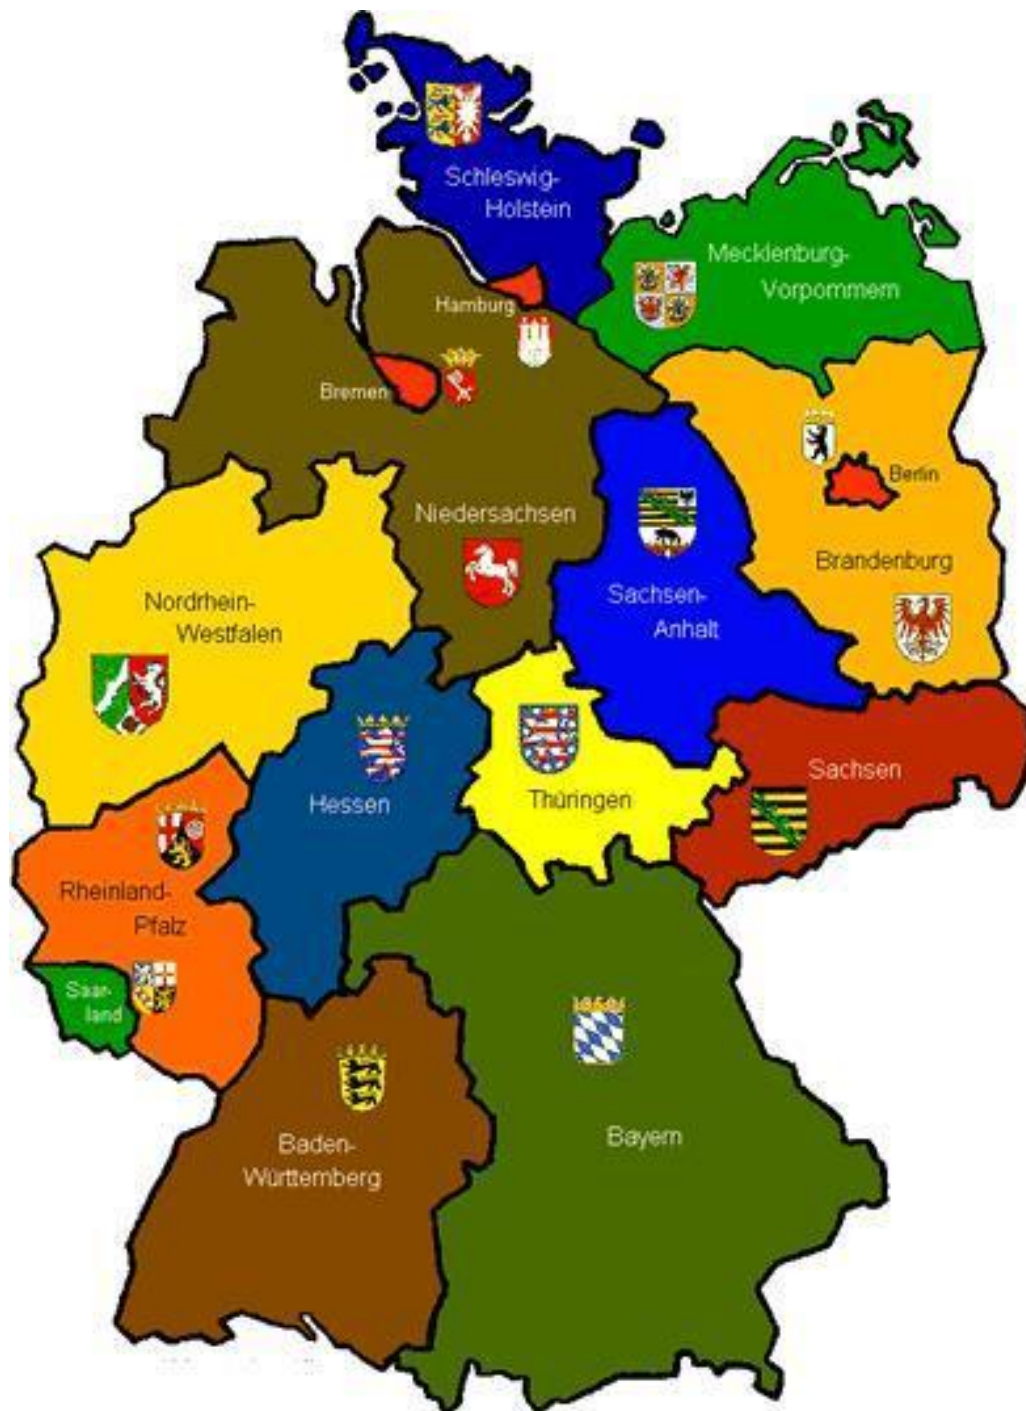 Schleswig-
Holstein
Mecklenburg-
Vorpommern
Hamburg
Bremen
Berlin
Niedersachsen
Brandenburg
Sachsen-
Anhalt
Nordrhein-
Westfalen
Sachsen
Hessen
Thüringen
Rheinland-
Pfalz
Saar-
land
Bayern
Baden-
Württemberg